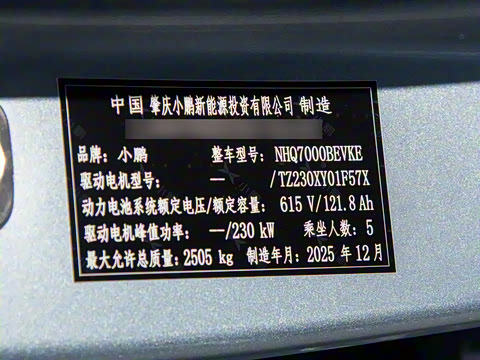 中国 肇庆小鹏新能源投资有限公司 制造
品牌：小鹏 整车型号：NHQ7000BEVKE
驱动电机型号： —  /TZ230XY01F57X
动力电池系统额定电压/额定容量： 615 V/121.8 Ah
驱动电机峰值功率： —/230 kW 乘坐人数：5
最大允许总质量：2505 kg 制造年月：2025 年 12 月